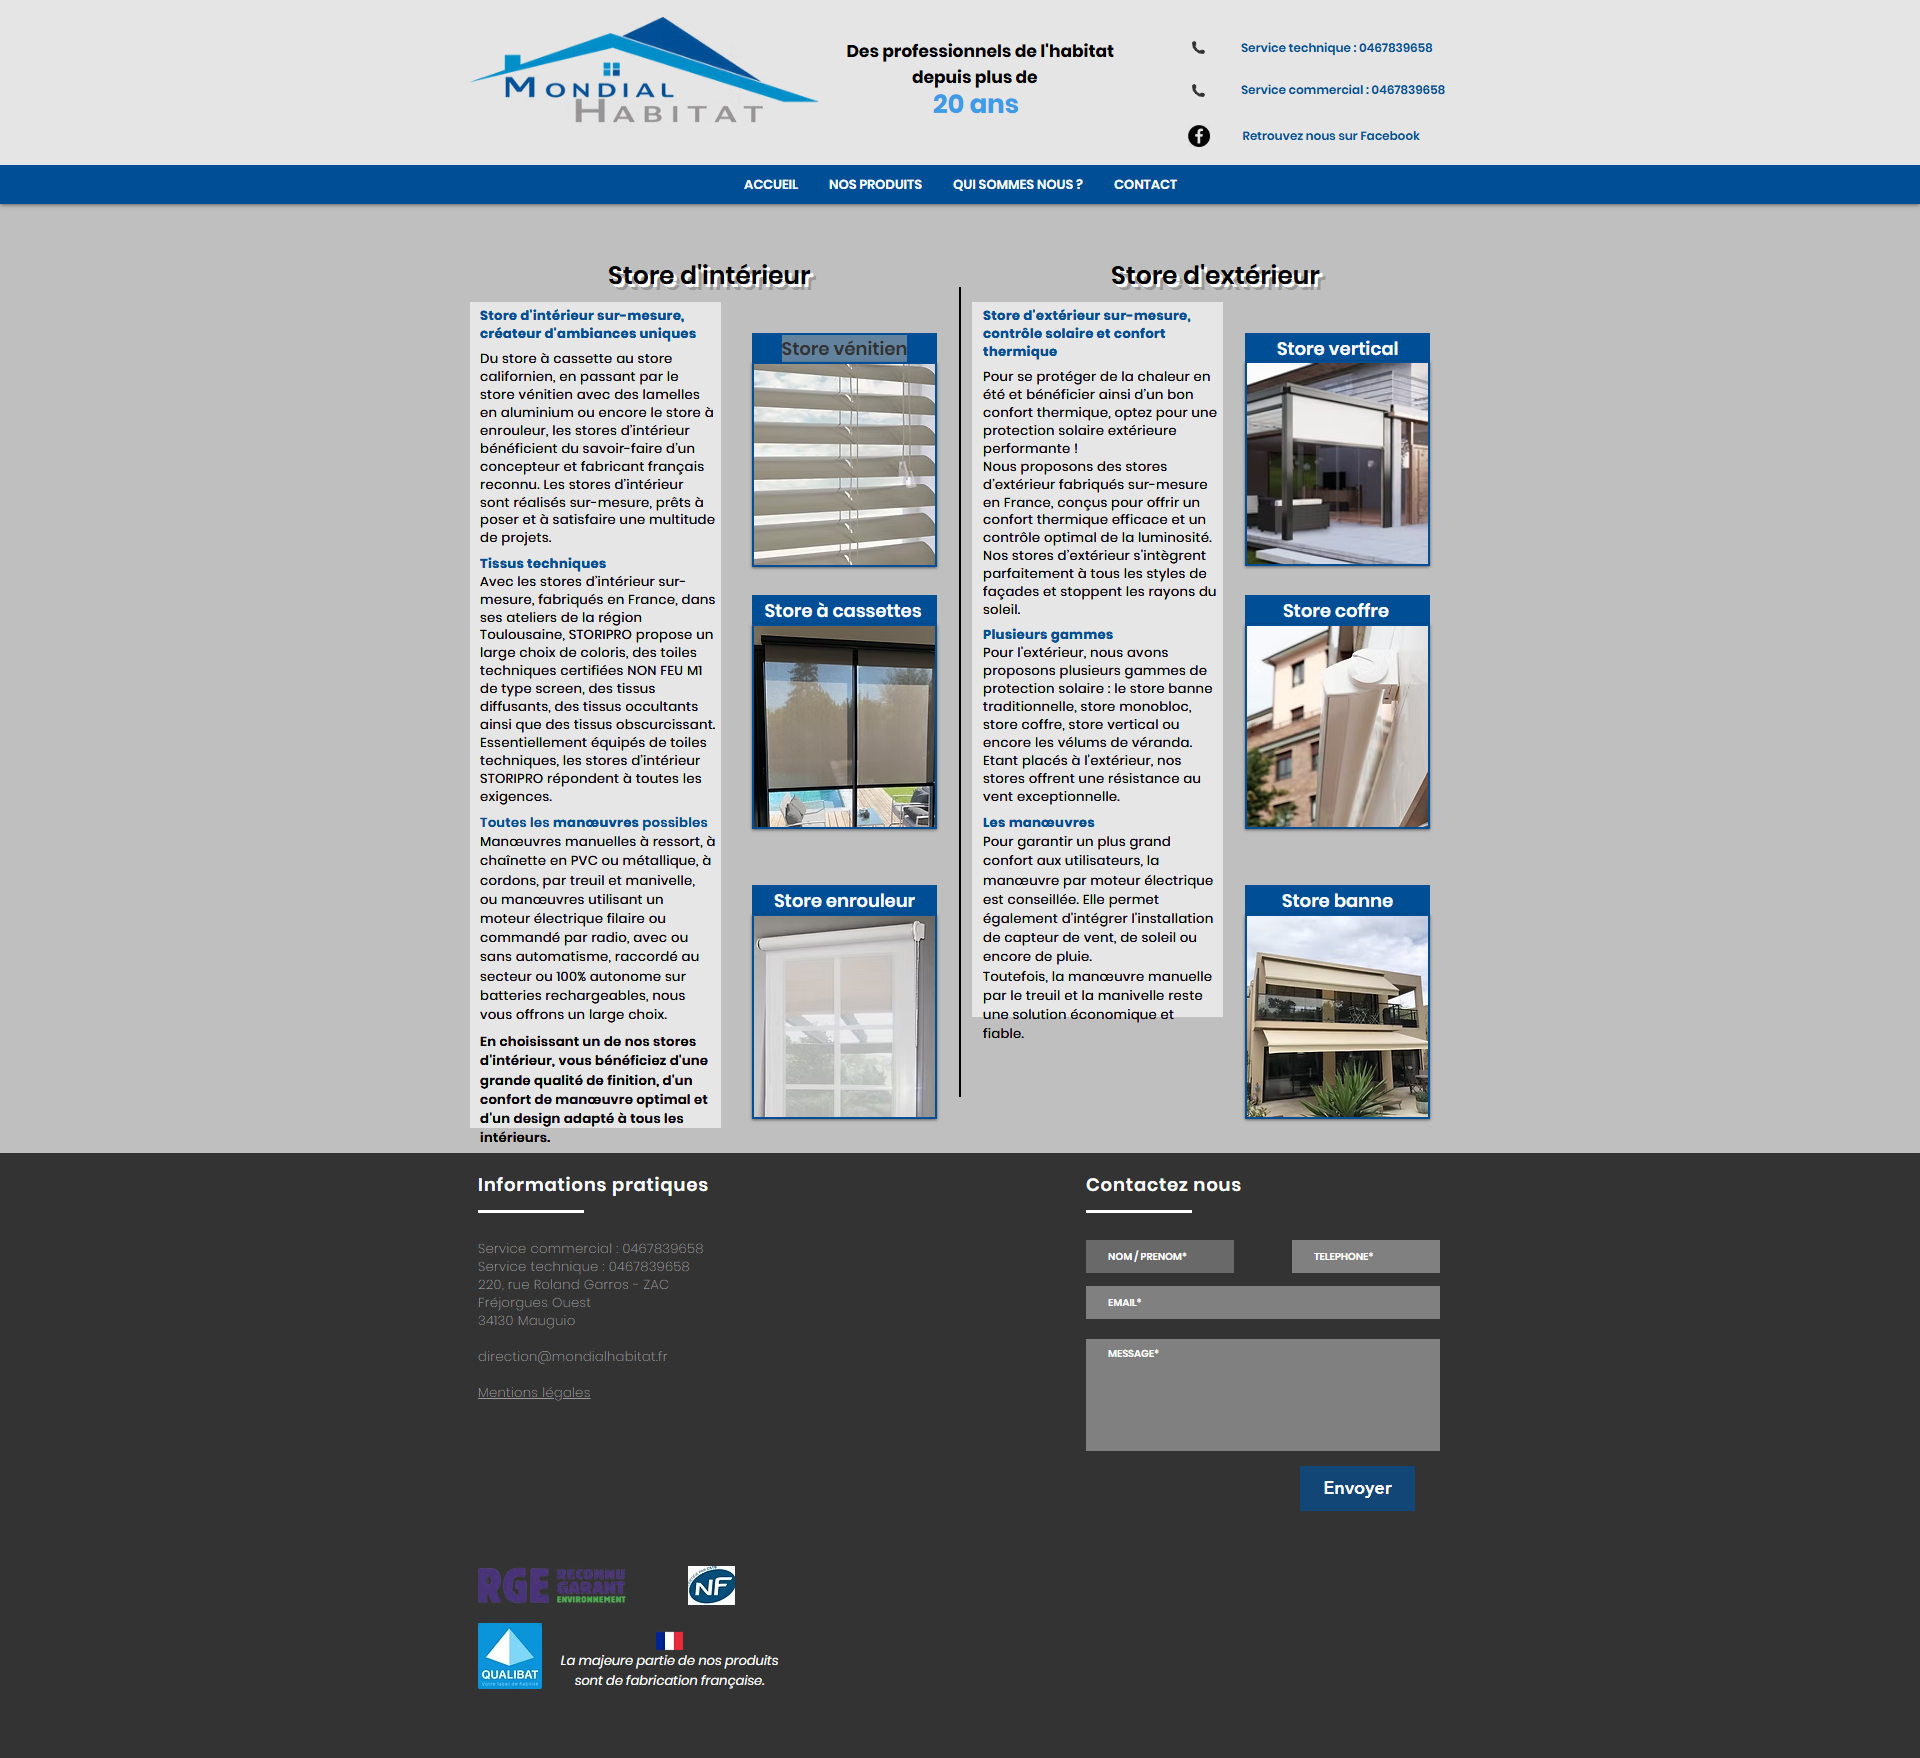 MONDIAL
HABITAT
Des professionnels de l'habitat
depuis plus de
20 ans
Service technique : 0467839658
Service commercial : 0467839658
Retrouvez nous sur Facebook
ACCUEIL
NOS PRODUITS
QUI SOMMES NOUS ?
CONTACT
Store d'intérieur
Store d'intérieur sur-mesure,
créateur d'ambiances uniques
Du store à cassette au store
californien, en passant par le
store vénitien avec des lamelles
en aluminium ou encore le store à
enrouleur, les stores d'intérieur
bénéficient du savoir-faire d'un
concepteur et fabricant français
reconnu. Les stores d'intérieur
sont réalisés sur-mesure, prêts à
poser et à satisfaire une multitude
de projets.
Tissus techniques
Avec les stores d'intérieur sur-
mesure, fabriqués en France, dans
ses ateliers de la région
Toulousaine, STORIPRO propose un
large choix de coloris, des toiles
techniques certifiées NON FEU M1
de type screen, des tissus
diffusants, des tissus occultants
ainsi que des tissus obscurcissant.
Essentiellement équipés de toiles
techniques, les stores d'intérieur
STORIPRO répondent à toutes les
exigences.
Toutes les manœuvres possibles
Manœuvres manuelles à ressort, à
chaînette en PVC ou métallique, à
cordons, par treuil et manivelle,
ou manœuvres utilisant un
moteur électrique filaire ou
commandé par radio, avec ou
sans automatisme, raccordé au
secteur ou 100% autonome sur
batteries rechargeables, nous
vous offrons un large choix.
En choisissant un de nos stores
d'intérieur, vous bénéficiez d'une
grande qualité de finition, d'un
confort de manœuvre optimal et
d'un design adapté à tous les
intérieurs.
Store vénitien
Store à cassettes
Store enrouleur
Store d'extérieur
Store d'extérieur sur-mesure,
contrôle solaire et confort
thermique
Pour se protéger de la chaleur en
été et bénéficier ainsi d'un bon
confort thermique, optez pour une
protection solaire extérieure
performante !
Nous proposons des stores
d'extérieur fabriqués sur-mesure
en France, conçus pour offrir un
confort thermique efficace et un
contrôle optimal de la luminosité.
Nos stores d'extérieur s'intègrent
parfaitement à tous les styles de
façades et stoppent les rayons du
soleil.
Plusieurs gammes
Pour l'extérieur, nous avons
proposons plusieurs gammes de
protection solaire : le store banne
traditionnelle, store monobloc,
store coffre, store vertical ou
encore les vélums de véranda.
Etant placés à l'extérieur, nos
stores offrent une résistance au
vent exceptionnelle.
Les manœuvres
Pour garantir un plus grand
confort aux utilisateurs, la
manœuvre par moteur électrique
est conseillée. Elle permet
également d'intégrer l'installation
de capteur de vent, de soleil ou
encore de pluie.
Toutefois, la manœuvre manuelle
par le treuil et la manivelle reste
une solution économique et
fiable.
Store vertical
Store coffre
Store banne
Informations pratiques
Service commercial : 0467839658
Service technique : 0467839658
220, rue Roland Garros - ZAC
Fréjorgues Ouest
34130 Mauguio
direction@mondialhabitat.fr
Mentions légales
Contactez nous
NOM / PRENOM*
TELEPHONE*
EMAIL*
MESSAGE*
Envoyer
RGE RECONNU
GARANT
ENVIRONNEMENT
NF
QUALIBAT
La majeure partie de nos produits
sont de fabrication française.